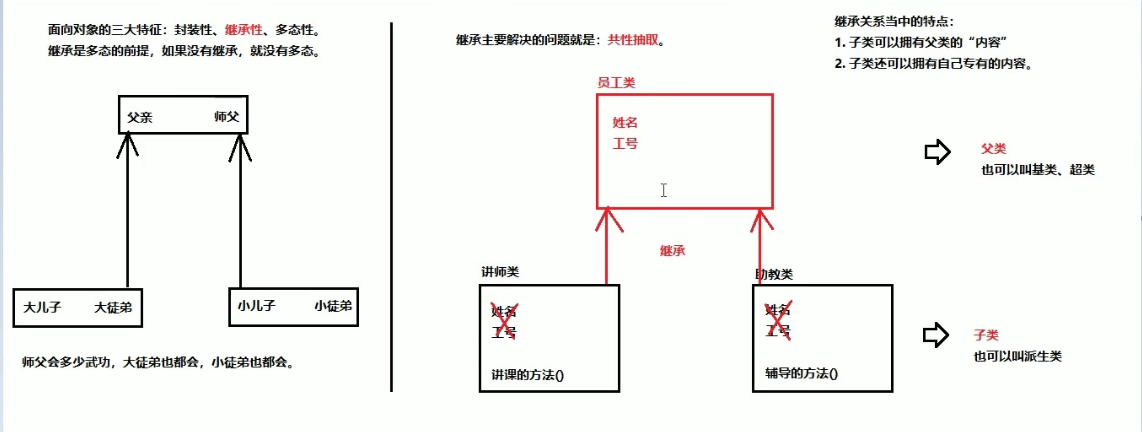 面向对象的三大特征：封装性、继承性、多态性。
继承是多态的前提，如果没有继承，就没有多态。
父亲 师父
大儿子 大徒弟
小儿子 小徒弟
师父会多少武功，大徒弟也都会，小徒弟也都会。
继承主要解决的问题就是：共性抽取。
员工类
姓名
工号
继承
讲师类
姓名
工号
讲课的方法()
助教类
姓名
工号
辅导的方法()
继承关系当中的特点：
1. 子类可以拥有父类的“内容”
2. 子类还可以拥有自己专有的内容。
父类
也可以叫基类、超类
子类
也可以叫派生类